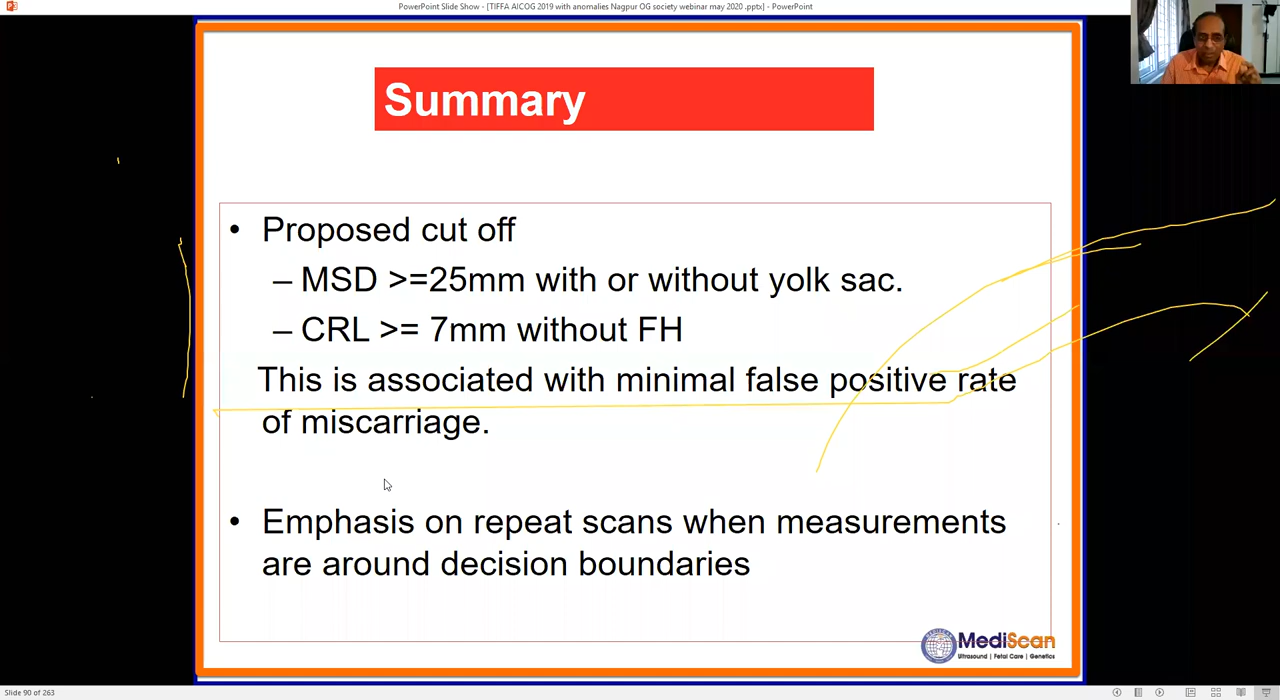 PowerPoint Slide Show - [TIFFA AICOG 2019 with anomalies Nagpur OG society webinar may 2020 .pptx] - PowerPoint
Summary
• Proposed cut off
– MSD >=25mm with or without yolk sac.
– CRL >= 7mm without FH
This is associated with minimal false positive rate
of miscarriage.
• Emphasis on repeat scans when measurements
are around decision boundaries
MediScan
Ultrasound | Fetal Care | Genetics
Slide 90 of 263